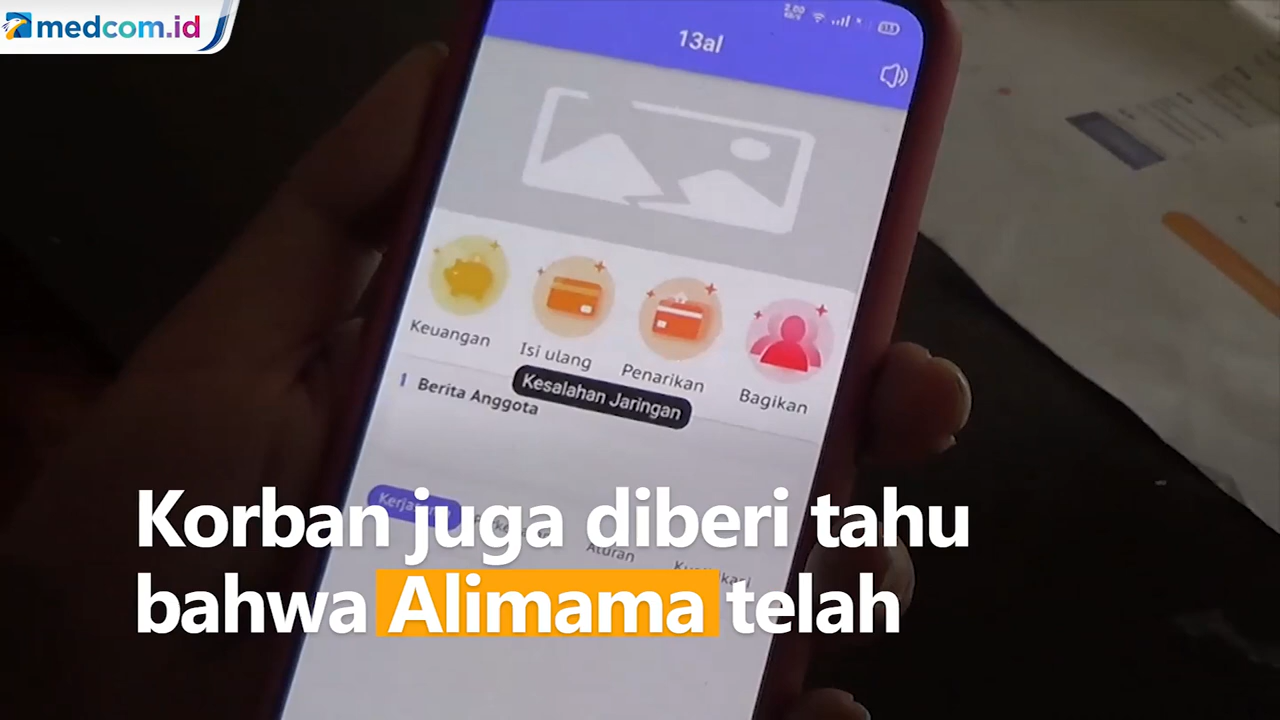 medcom.id
13al
Keuangan
Isi ulang
Penarikan
Bagikan
Kesalahan Jaringan
Berita Anggota
Aturan
Korban juga diberi tahu
bahwa Alimama telah